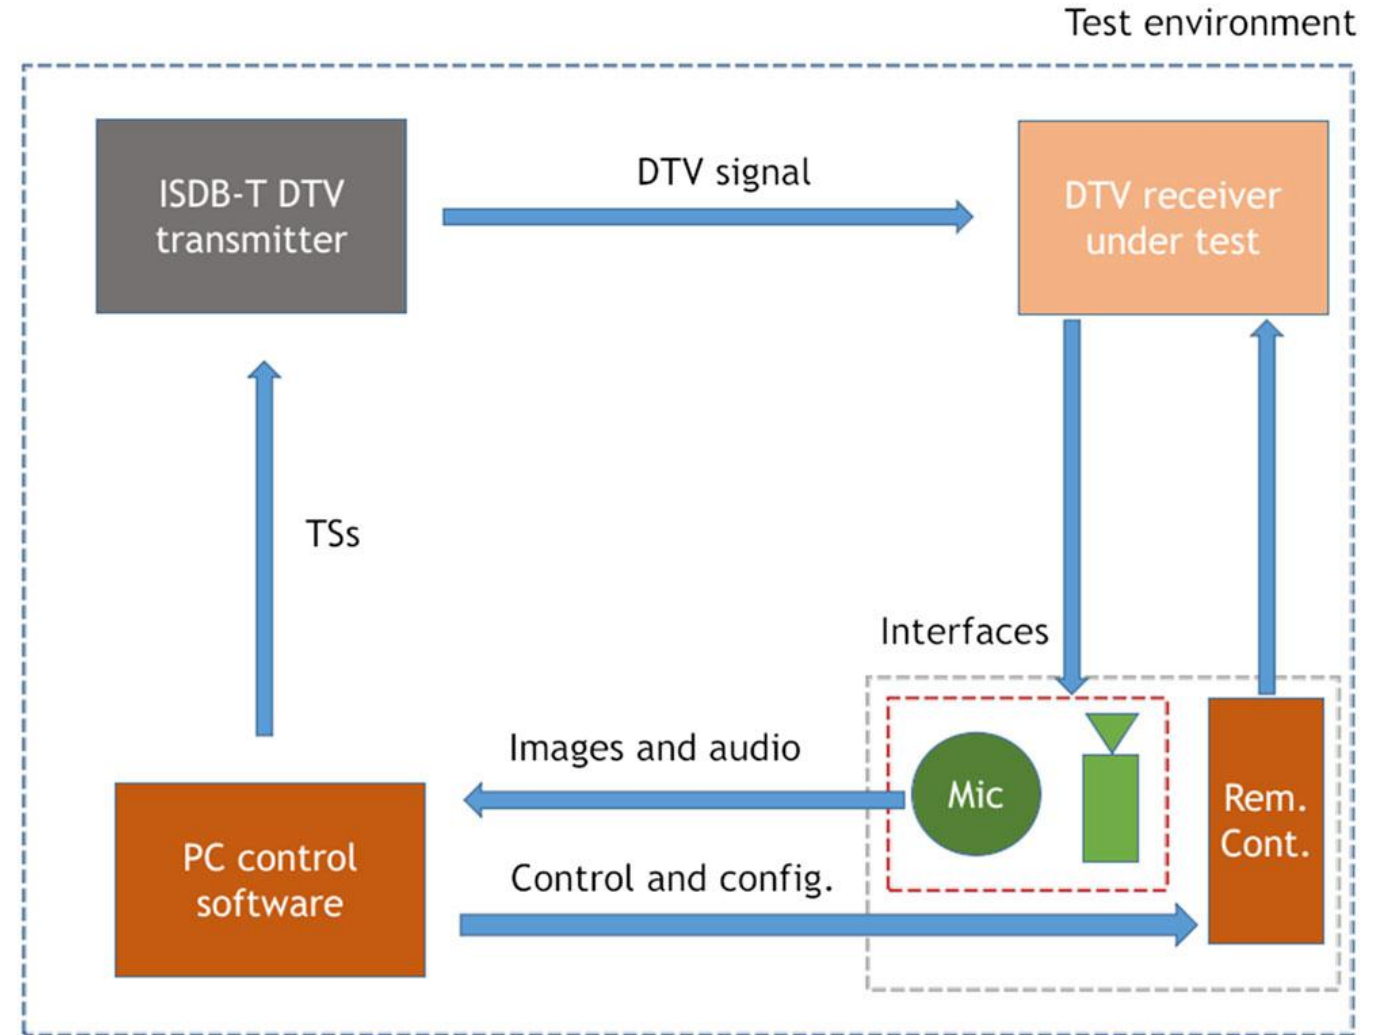 Test environment
ISDB-T DTV
transmitter
DTV signal
DTV receiver
under test
TSs
Interfaces
Images and audio
Mic
Rem.
Cont.
PC control
software
Control and config.